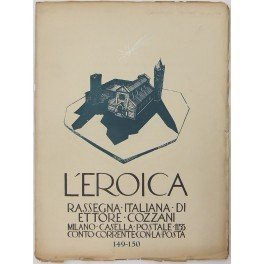 L'EROICA
RASSEGNA·ITALIANA·DI
ETTORE·COZZANI
MILANO·CASELLA·POSTALE·1155
CONTO·CORRENTE·CON·LA·POSTA
149-150